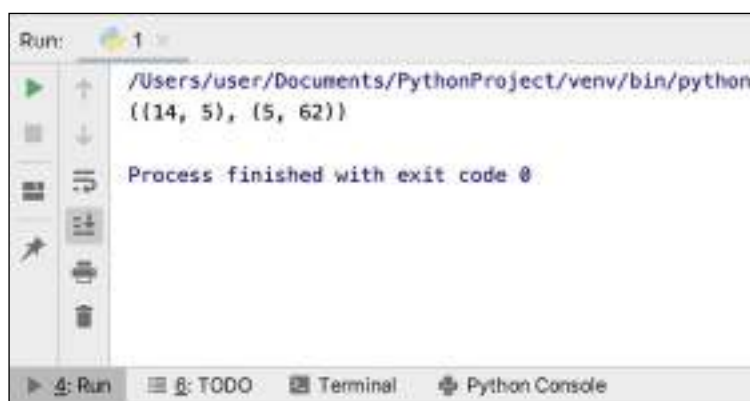 Run: 1 ×
/Users/user/Documents/PythonProject/venv/bin/python
((14, 5), (5, 62))
Process finished with exit code 0
4: Run 6: TODO Terminal Python Console